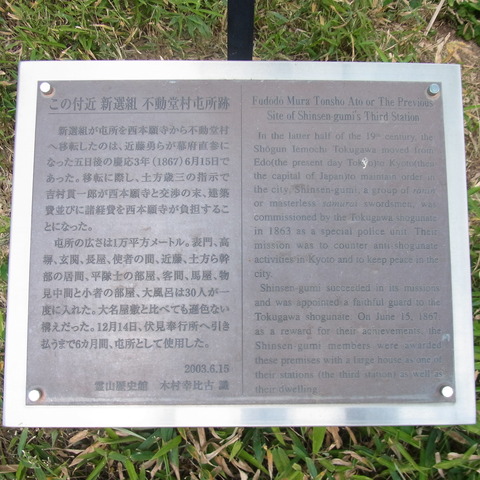 この付近 新選組 不動堂村屯所跡
新選組が屯所を西本願寺から不動堂村
へ移転したのは、近藤勇らが幕府直参に
なった五日後の慶応3年(1867)6月15日で
あった。移転に際し、土方歳三の指示で
吉村貫一郎が西本願寺と交渉の末、建築
費並びに諸経費を西本願寺が負担するこ
とになった。
屯所の広さは1万平方メートル。表門、高
塀、玄関、長屋、使者の間、近藤、土方ら幹
部の居間、平隊士の部屋、客間、馬屋、物
見中間と小者の部屋、大風呂は30人が一
度に入れた。大名屋敷と比べても遜色ない
構えだった。12月14日、伏見奉行所へ引き
払うまで6カ月間、屯所として使用した。
2003.6.15
霊山歴史館 木村幸比古 識
Fudodo Mura Tonsho Ato or The Previous
Site of Shinsen-gumi's Third Station
In the latter half of the 19th century, the
Shogun Iemochi Tokugawa moved from
Edo(the present day Tokyo)to Kyoto(then
the capital of Japan)to maintain order in
the city. Shinsen-gumi, a group of ronin
or masterless samurai swordsmen, was
commissioned by the Tokugawa shogunate
in 1863 as a special police unit. Their
mission was to counter anti-shogunate
activities in Kyoto and to keep peace in the
city.
Shinsen-gumi succeeded in its missions
and was appointed a faithful guard to the
Tokugawa shogunate. On June 15, 1867
as a reward for their achievements, the
Shinsen-gumi members were awarded
these premises with a large house as one of
their stations (the third station) as well as
their dwelling.